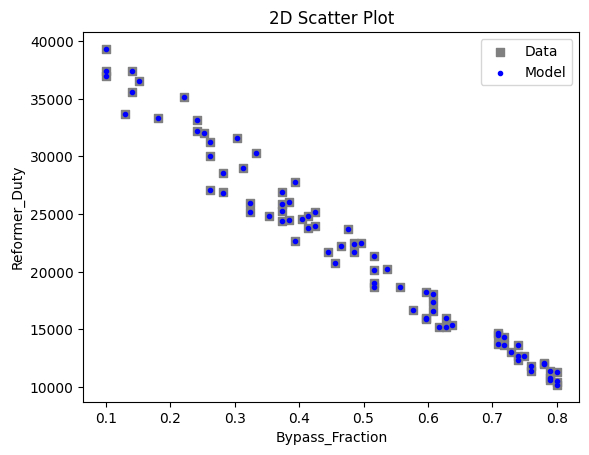 2D Scatter Plot
Data
Model
Reformer_Duty
40000
35000
30000
25000
20000
15000
10000
0.1 0.2 0.3 0.4 0.5 0.6 0.7 0.8
Bypass_Fraction